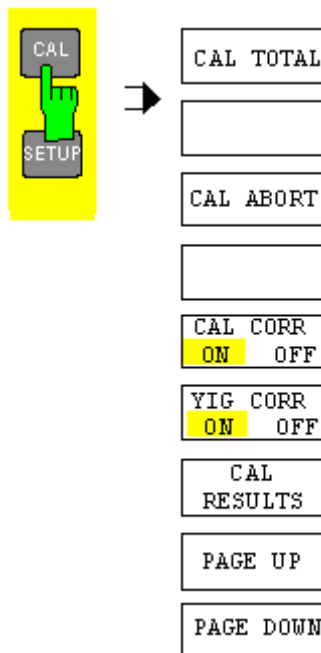 CAL
SETUP
CAL TOTAL
CAL ABORT
CAL CORR
ON OFF
YIG CORR
ON OFF
CAL
RESULTS
PAGE UP
PAGE DOWN